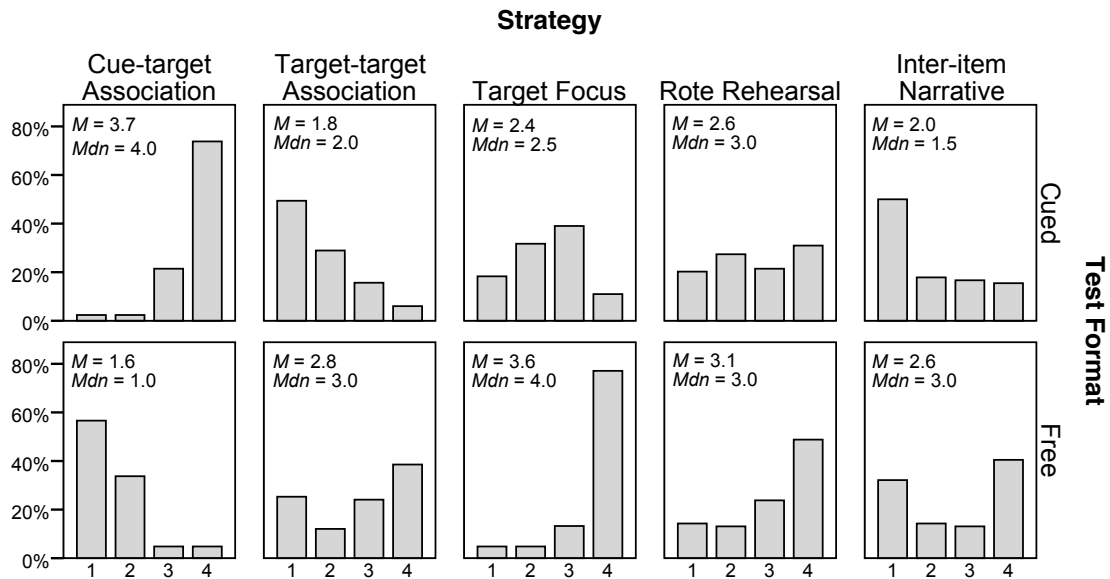 Strategy
Cue-target
Association
Target-target
Association
Target Focus
Rote Rehearsal
Inter-item
Narrative
80%
60%
40%
20%
0%
M = 3.7
Mdn = 4.0
M = 1.8
Mdn = 2.0
M = 2.4
Mdn = 2.5
M = 2.6
Mdn = 3.0
M = 2.0
Mdn = 1.5
Cued
Test Format
80%
60%
40%
20%
0%
M = 1.6
Mdn = 1.0
M = 2.8
Mdn = 3.0
M = 3.6
Mdn = 4.0
M = 3.1
Mdn = 3.0
M = 2.6
Mdn = 3.0
Free
1 2 3 4
1 2 3 4
1 2 3 4
1 2 3 4
1 2 3 4